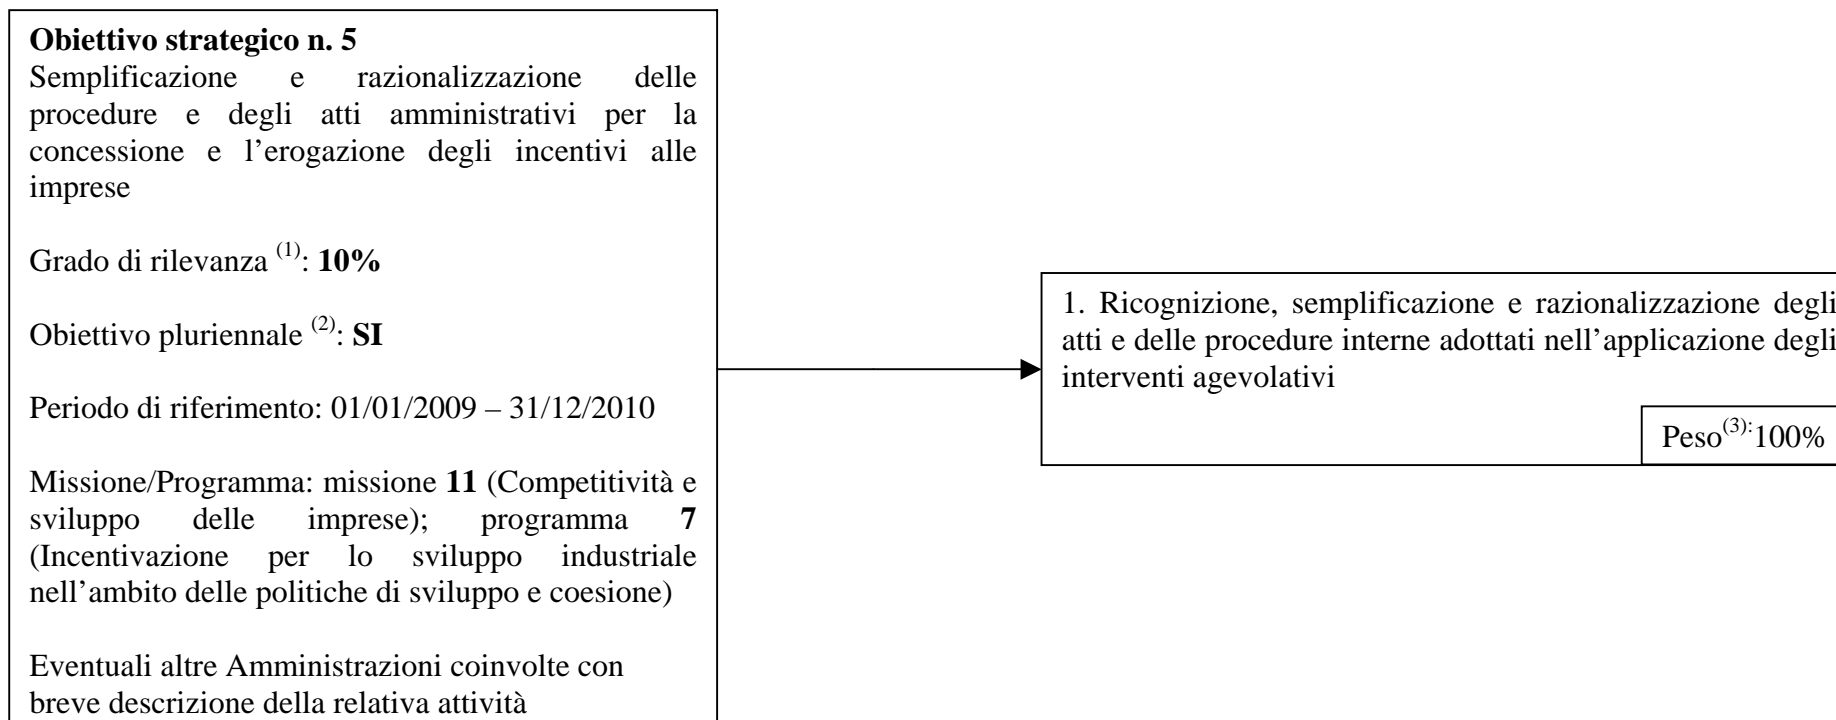 Obiettivo strategico n. 5
Semplificazione e razionalizzazione delle
procedure e degli atti amministrativi per la
concessione e l’erogazione degli incentivi alle
imprese
Grado di rilevanza (1): 10%
Obiettivo pluriennale (2): SI
Periodo di riferimento: 01/01/2009 – 31/12/2010
Missione/Programma: missione 11 (Competitività e
sviluppo delle imprese); programma 7
(Incentivazione per lo sviluppo industriale
nell’ambito delle politiche di sviluppo e coesione)
Eventuali altre Amministrazioni coinvolte con
breve descrizione della relativa attività
1. Ricognizione, semplificazione e razionalizzazione degli
atti e delle procedure interne adottati nell’applicazione degli
interventi agevolativi
Peso(3):100%